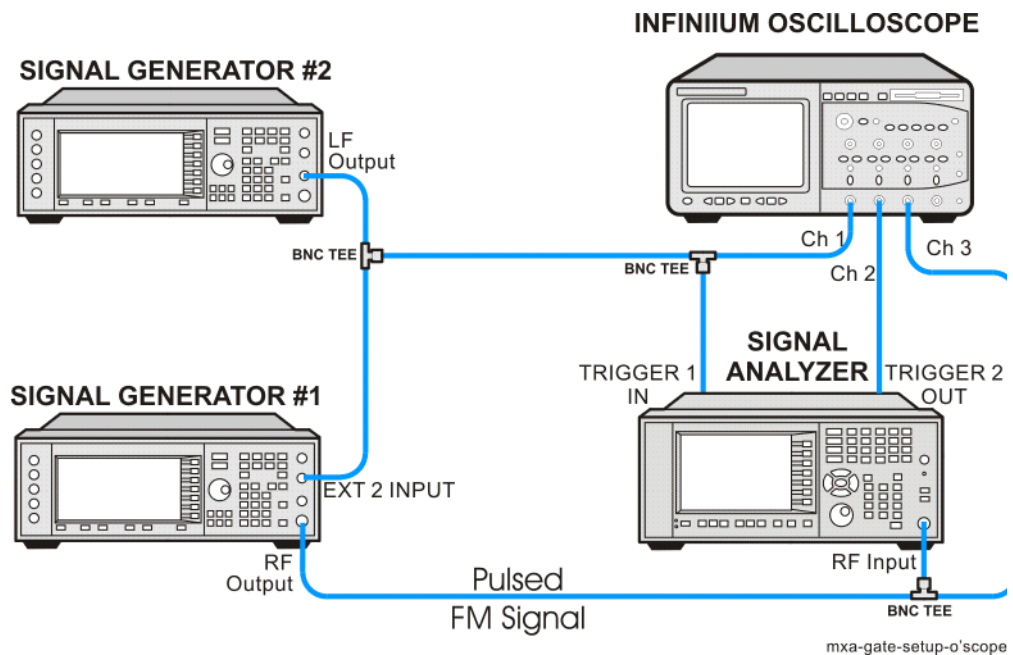 INFINIIUM OSCILLOSCOPE
SIGNAL GENERATOR #2
LF
Output
BNC TEE
BNC TEE
Ch 1
Ch 2
Ch 3
SIGNAL
ANALYZER
TRIGGER 1
IN
TRIGGER 2
OUT
SIGNAL GENERATOR #1
EXT 2 INPUT
RF
Output
RF Input
Pulsed
FM Signal
BNC TEE
mxa-gate-setup-o'scope